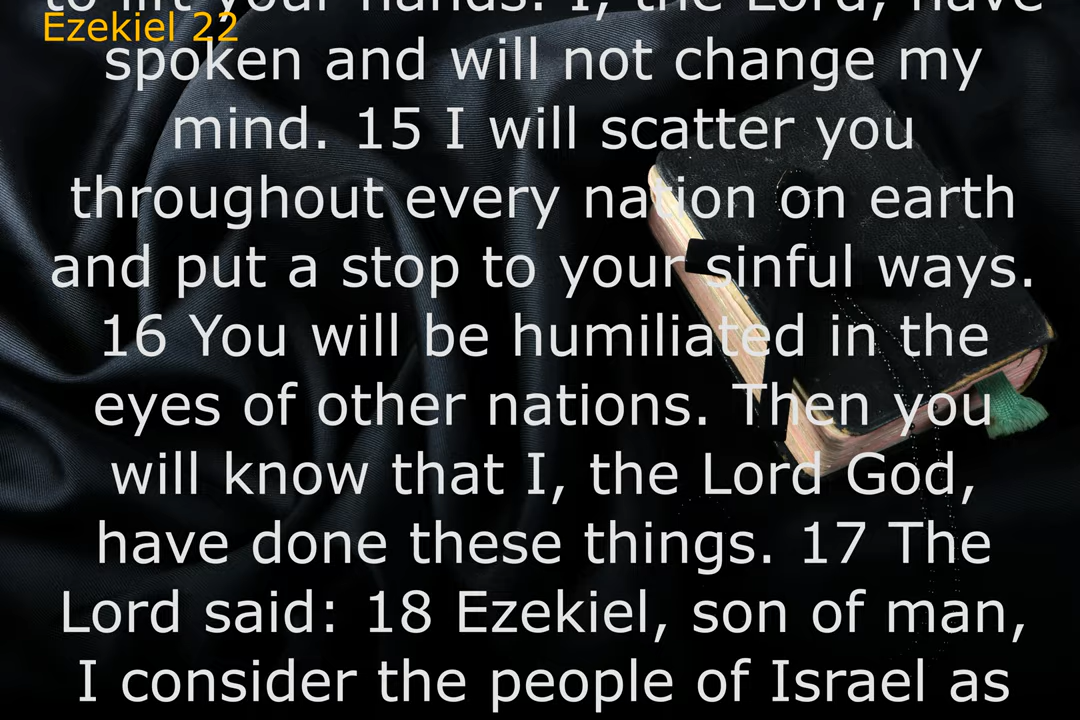 to lift your hands. I, the Lord, have
Ezekiel 22
spoken and will not change my
mind. 15 I will scatter you
throughout every nation on earth
and put a stop to your sinful ways.
16 You will be humiliated in the
eyes of other nations. Then you
will know that I, the Lord God,
have done these things. 17 The
Lord said: 18 Ezekiel, son of man,
I consider the people of Israel as